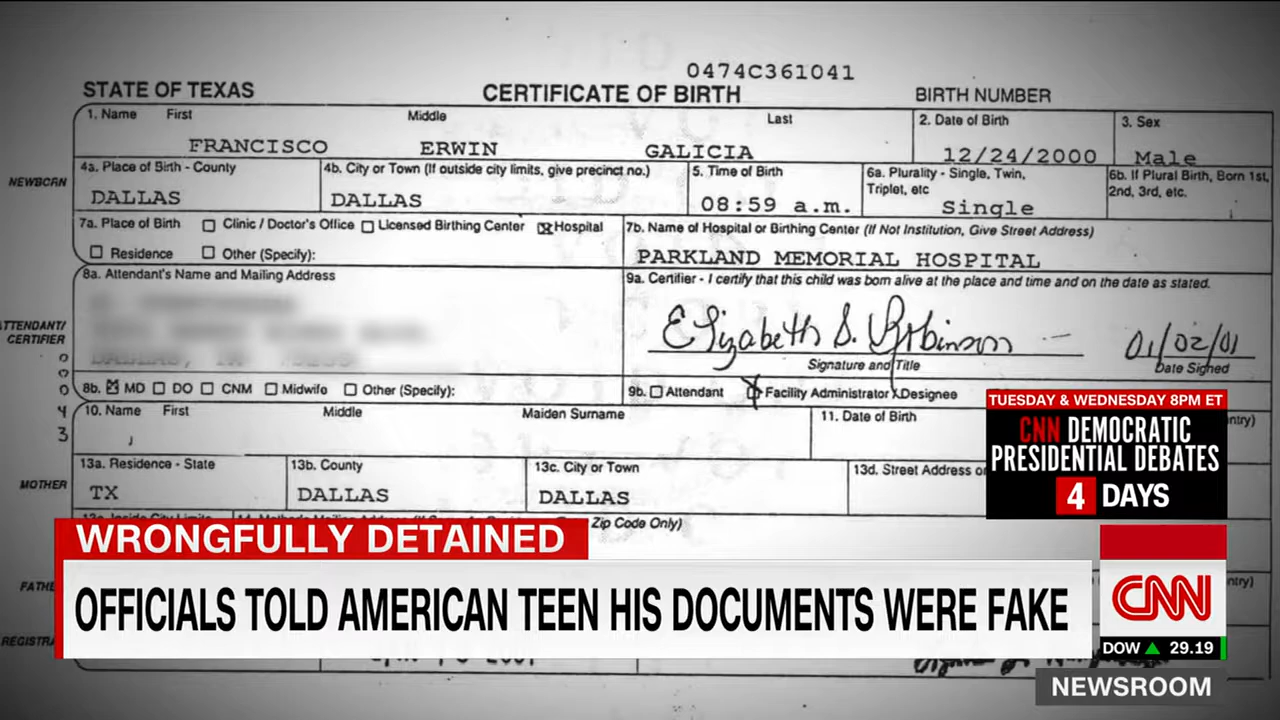 0474C361041
STATE OF TEXAS CERTIFICATE OF BIRTH BIRTH NUMBER
1. Name First Middle Last 2. Date of Birth 3. Sex
FRANCISCO ERWIN GALICIA 12/24/2000 Male
NEWBORN
4a. Place of Birth - County 4b. City or Town (If outside city limits, give precinct no.) 5. Time of Birth 6a. Plurality - Single, Twin, Triplet, etc 6b. If Plural Birth, Born 1st, 2nd, 3rd, etc.
DALLAS DALLAS 08:59 a.m. Single
7a. Place of Birth Clinic / Doctor's Office Licensed Birthing Center Hospital 7b. Name of Hospital or Birthing Center (If Not Institution, Give Street Address)
Residence Other (Specify): PARKLAND MEMORIAL HOSPITAL
8a. Attendant's Name and Mailing Address 9a. Certifier - I certify that this child was born alive at the place and time and on the date as stated.
ATTENDANT/
CERTIFIER
Elizabeth S. Robinson 01/02/01
Signature and Title Date Signed
8b. MD DO CNM Midwife Other (Specify): 9b. Attendant Facility Administrator Designee
0
0
0
4
3
10. Name First Middle Maiden Surname 11. Date of Birth ntry)
13a. Residence - State 13b. County 13c. City or Town 13d. Street Address or
MOTHER
TX DALLAS DALLAS
Zip Code Only)
FATHE
ntry)
REGISTRA
TUESDAY & WEDNESDAY 8PM ET
CNN DEMOCRATIC
PRESIDENTIAL DEBATES
4 DAYS
WRONGFULLY DETAINED
OFFICIALS TOLD AMERICAN TEEN HIS DOCUMENTS WERE FAKE
CNN
DOW 29.19
NEWSROOM